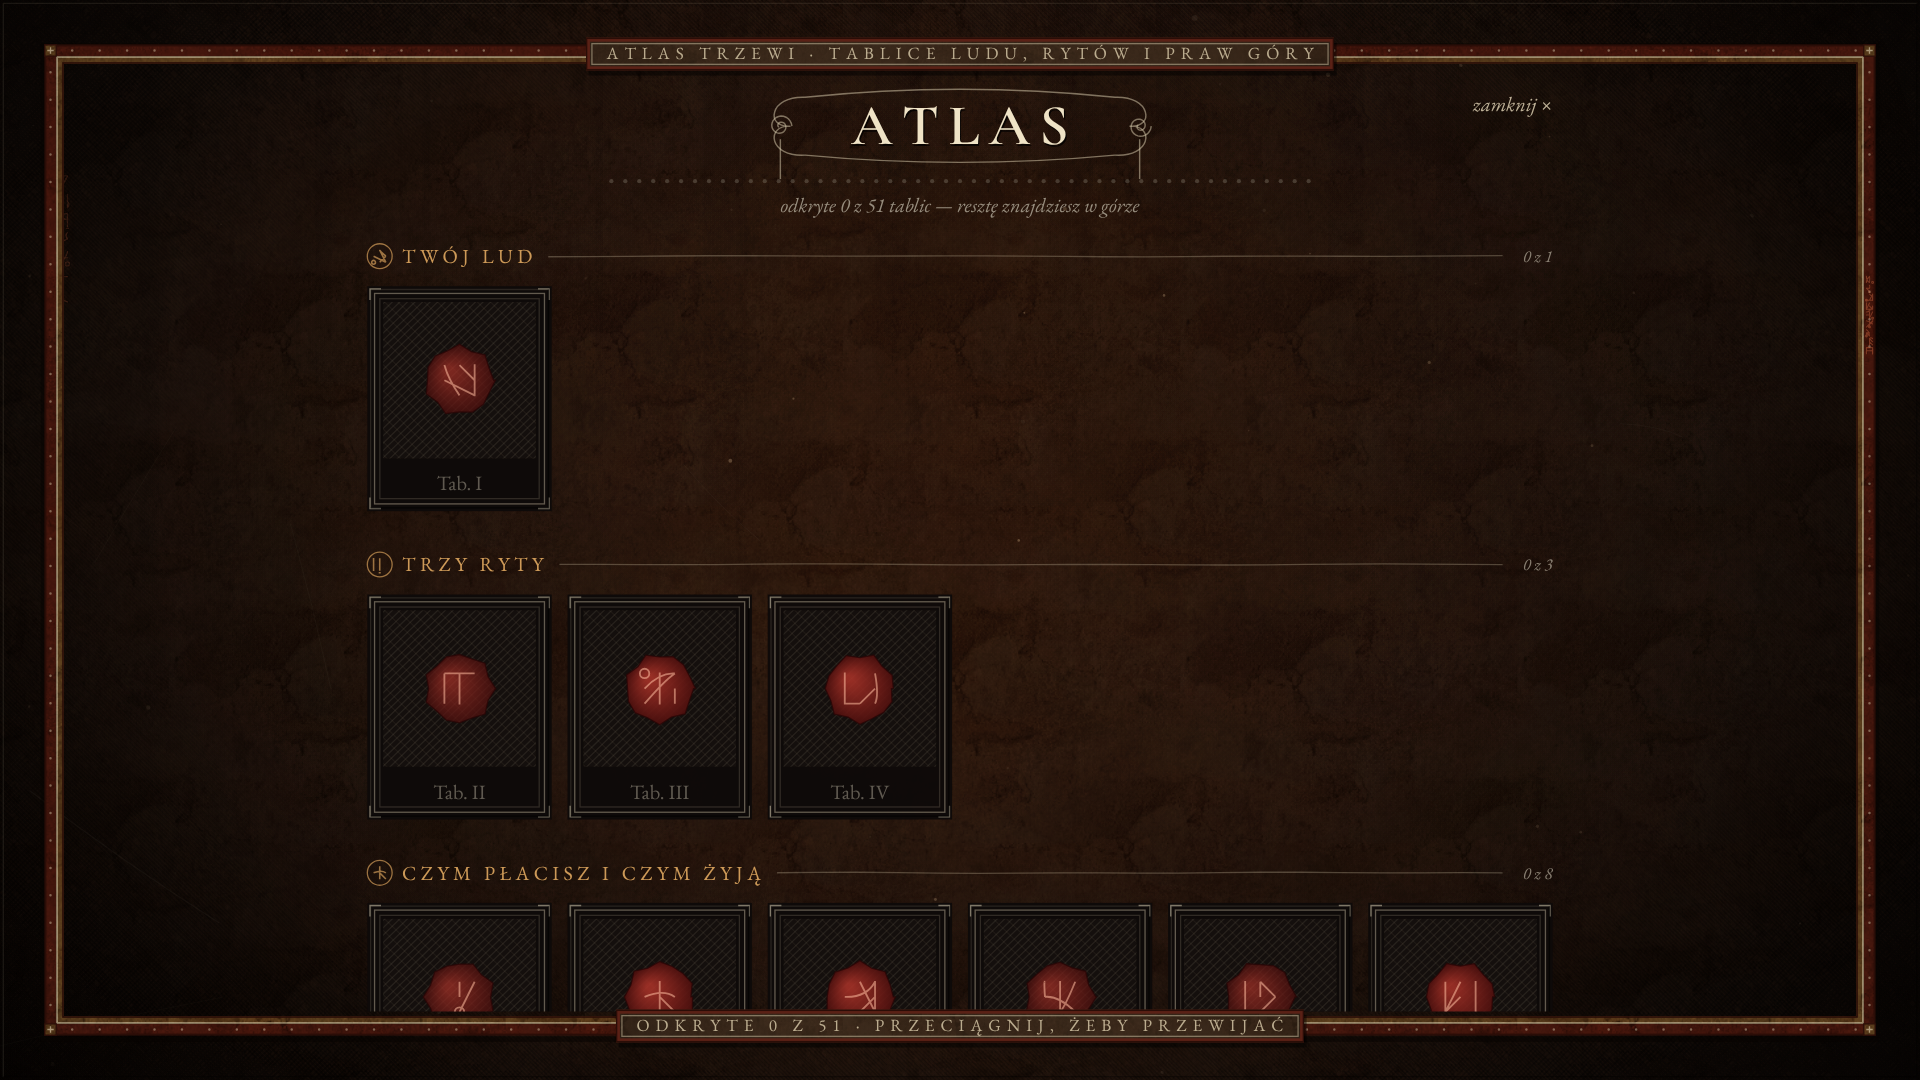 ATLAS TRZEWI · TABLICE LUDU, RYTÓW I PRAW GÓRY
ATLAS
zamknij ×
odkryte 0 z 51 tablic — resztę znajdziesz w górze
TWÓJ LUD
0 z 1
Tab. I
TRZY RYTY
0 z 3
Tab. II
Tab. III
Tab. IV
CZYM PŁACISZ I CZYM ŻYJĄ
0 z 8
ODKRYTE 0 Z 51 · PRZECIĄGNIJ, ŻEBY PRZEWIJAĆ